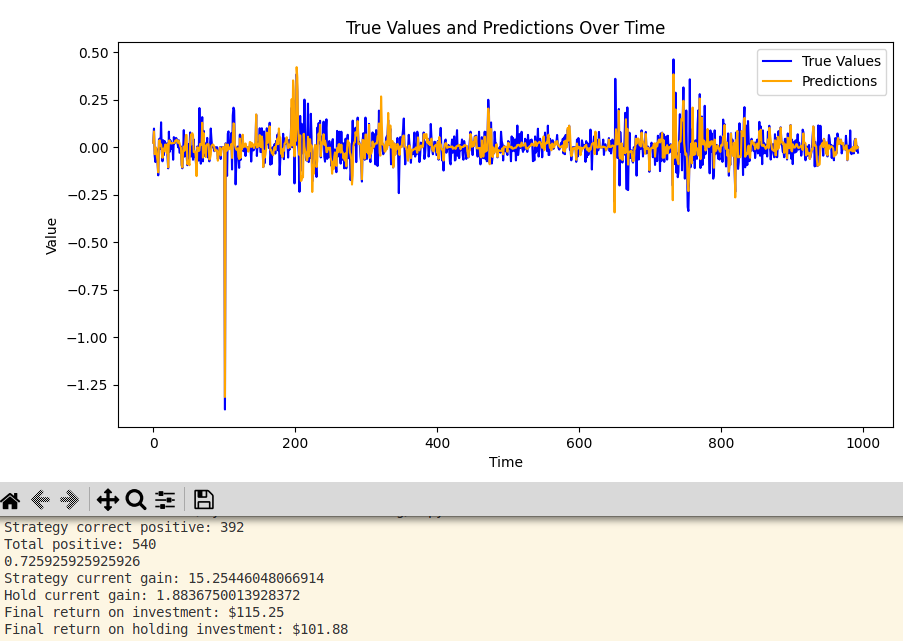 True Values and Predictions Over Time
True Values
Predictions
0.50
0.25
0.00
−0.25
−0.50
−0.75
−1.00
−1.25
Value
0 200 400 600 800 1000
Time
Strategy correct positive: 392
Total positive: 540
0.725925925925926
Strategy current gain: 15.25446048066914
Hold current gain: 1.8836750013928372
Final return on investment: $115.25
Final return on holding investment: $101.88